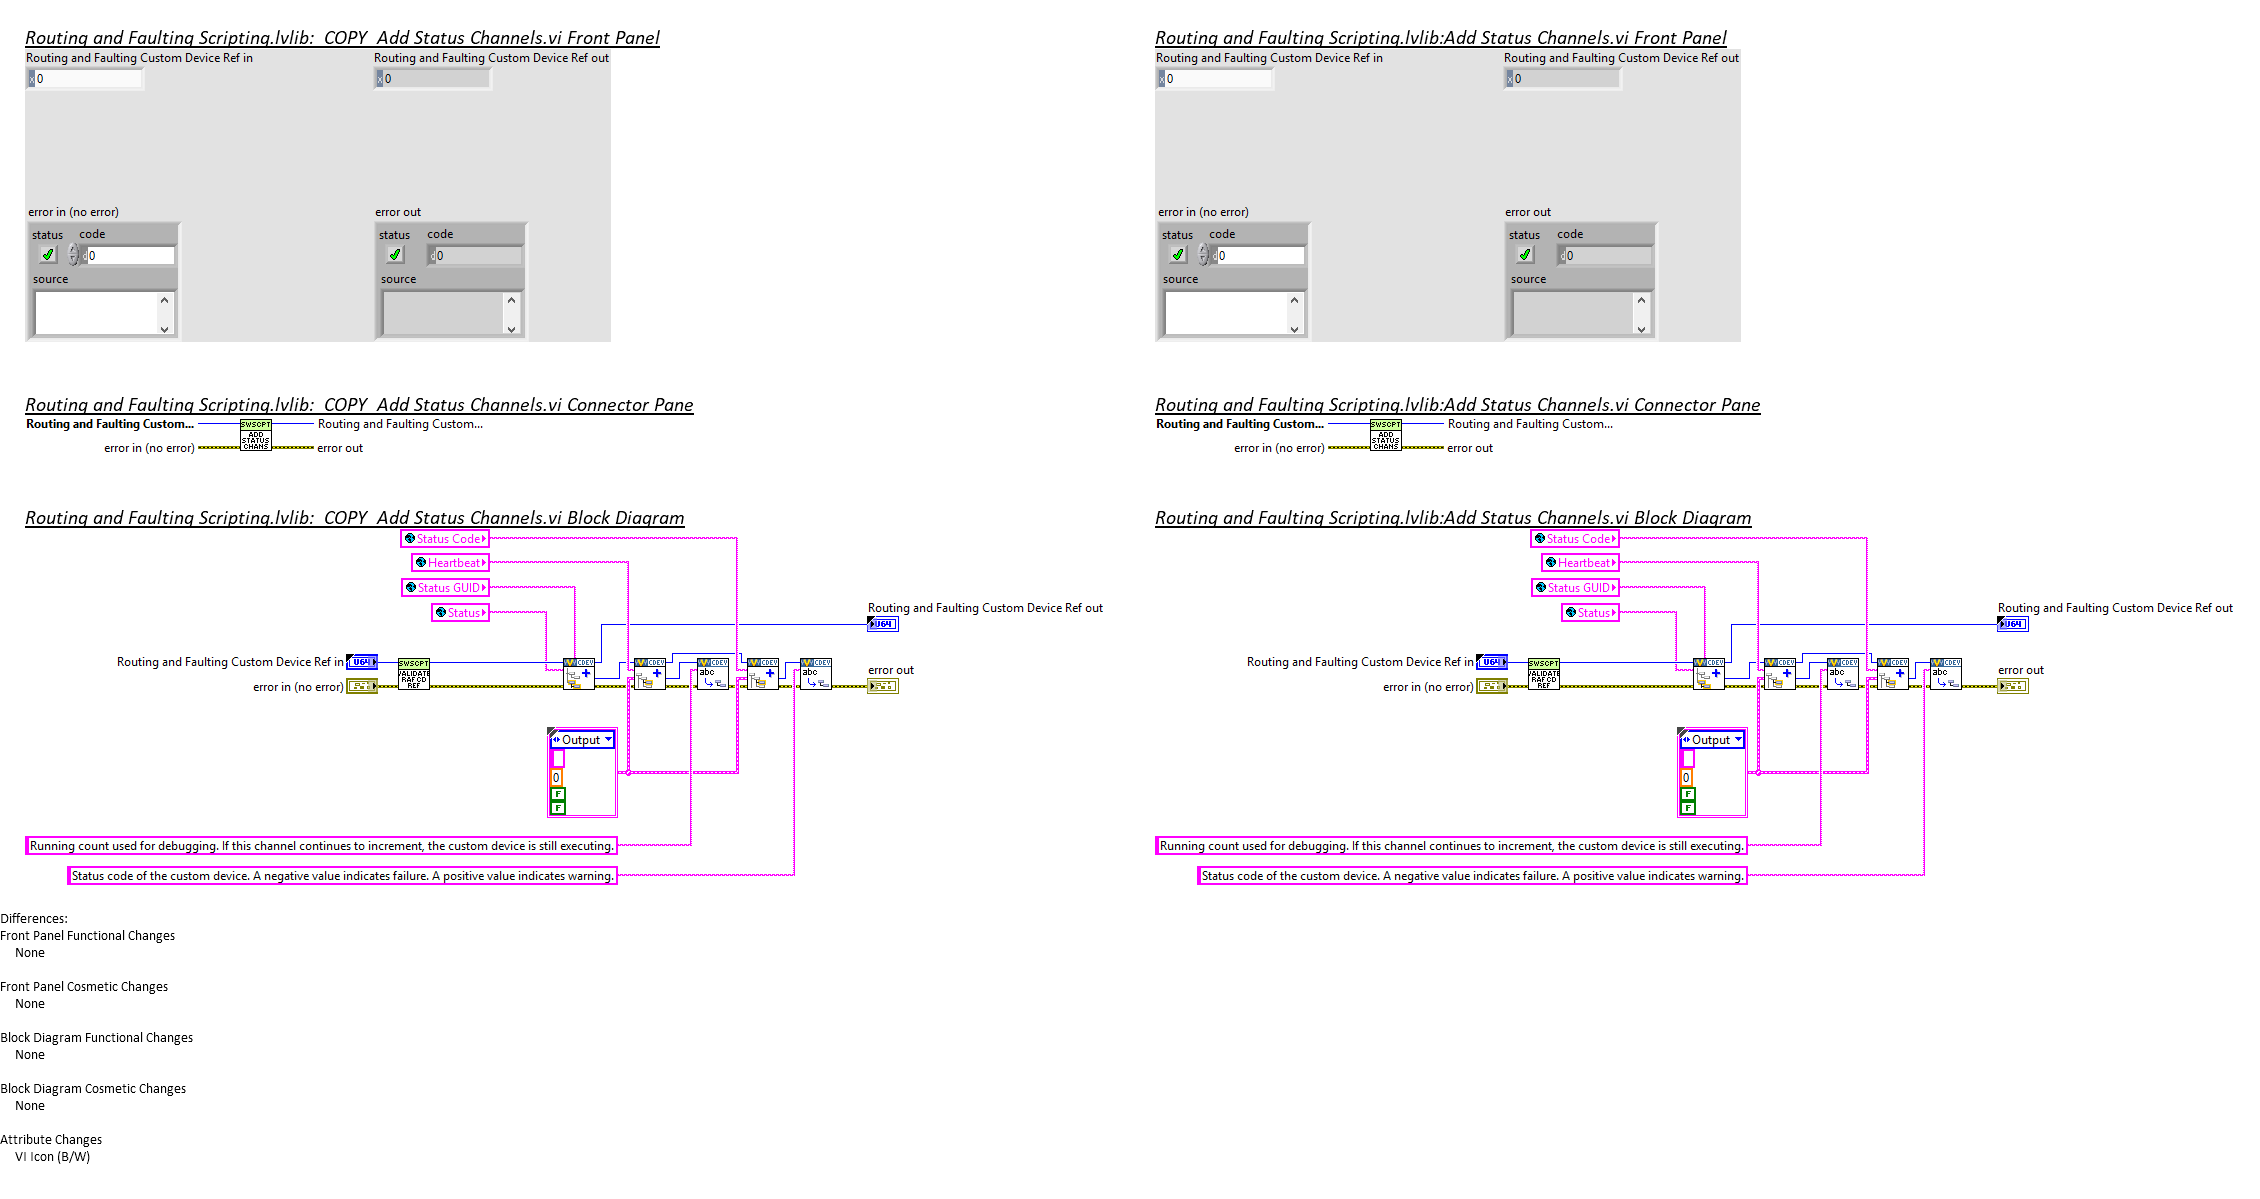 Routing and Faulting Scripting.lvlib:  COPY  Add Status Channels.vi Front Panel
Routing and Faulting Custom Device Ref in
Routing and Faulting Custom Device Ref out
x 0
x 0
error in (no error)
error out
status
code
status
code
d 0
d 0
source
source
Routing and Faulting Scripting.lvlib:  COPY  Add Status Channels.vi Connector Pane
Routing and Faulting Custom...
SWSCPT
Routing and Faulting Custom...
ADD
STATUS
CHANS
error in (no error)
error out
Routing and Faulting Scripting.lvlib:  COPY  Add Status Channels.vi Block Diagram
Status Code
Heartbeat
Status GUID
Status
Routing and Faulting Custom Device Ref out
U64
Routing and Faulting Custom Device Ref in
U64
SWSCPT
VALIDATE
RAF CD
REF
CDEV
CDEV
CDEV
abc
CDEV
CDEV
abc
error in (no error)
error out
Output
0
F
F
Running count used for debugging. If this channel continues to increment, the custom device is still executing.
Status code of the custom device. A negative value indicates failure. A positive value indicates warning.
Routing and Faulting Scripting.lvlib:Add Status Channels.vi Front Panel
Routing and Faulting Custom Device Ref in
Routing and Faulting Custom Device Ref out
x 0
x 0
error in (no error)
error out
status
code
status
code
d 0
d 0
source
source
Routing and Faulting Scripting.lvlib:Add Status Channels.vi Connector Pane
Routing and Faulting Custom...
SWSCPT
Routing and Faulting Custom...
ADD
STATUS
CHANS
error in (no error)
error out
Routing and Faulting Scripting.lvlib:Add Status Channels.vi Block Diagram
Status Code
Heartbeat
Status GUID
Status
Routing and Faulting Custom Device Ref out
U64
Routing and Faulting Custom Device Ref in
U64
SWSCPT
VALIDATE
RAF CD
REF
CDEV
CDEV
CDEV
abc
CDEV
CDEV
abc
error in (no error)
error out
Output
0
F
F
Running count used for debugging. If this channel continues to increment, the custom device is still executing.
Status code of the custom device. A negative value indicates failure. A positive value indicates warning.
Differences:
Front Panel Functional Changes
None
Front Panel Cosmetic Changes
None
Block Diagram Functional Changes
None
Block Diagram Cosmetic Changes
None
Attribute Changes
VI Icon (B/W)